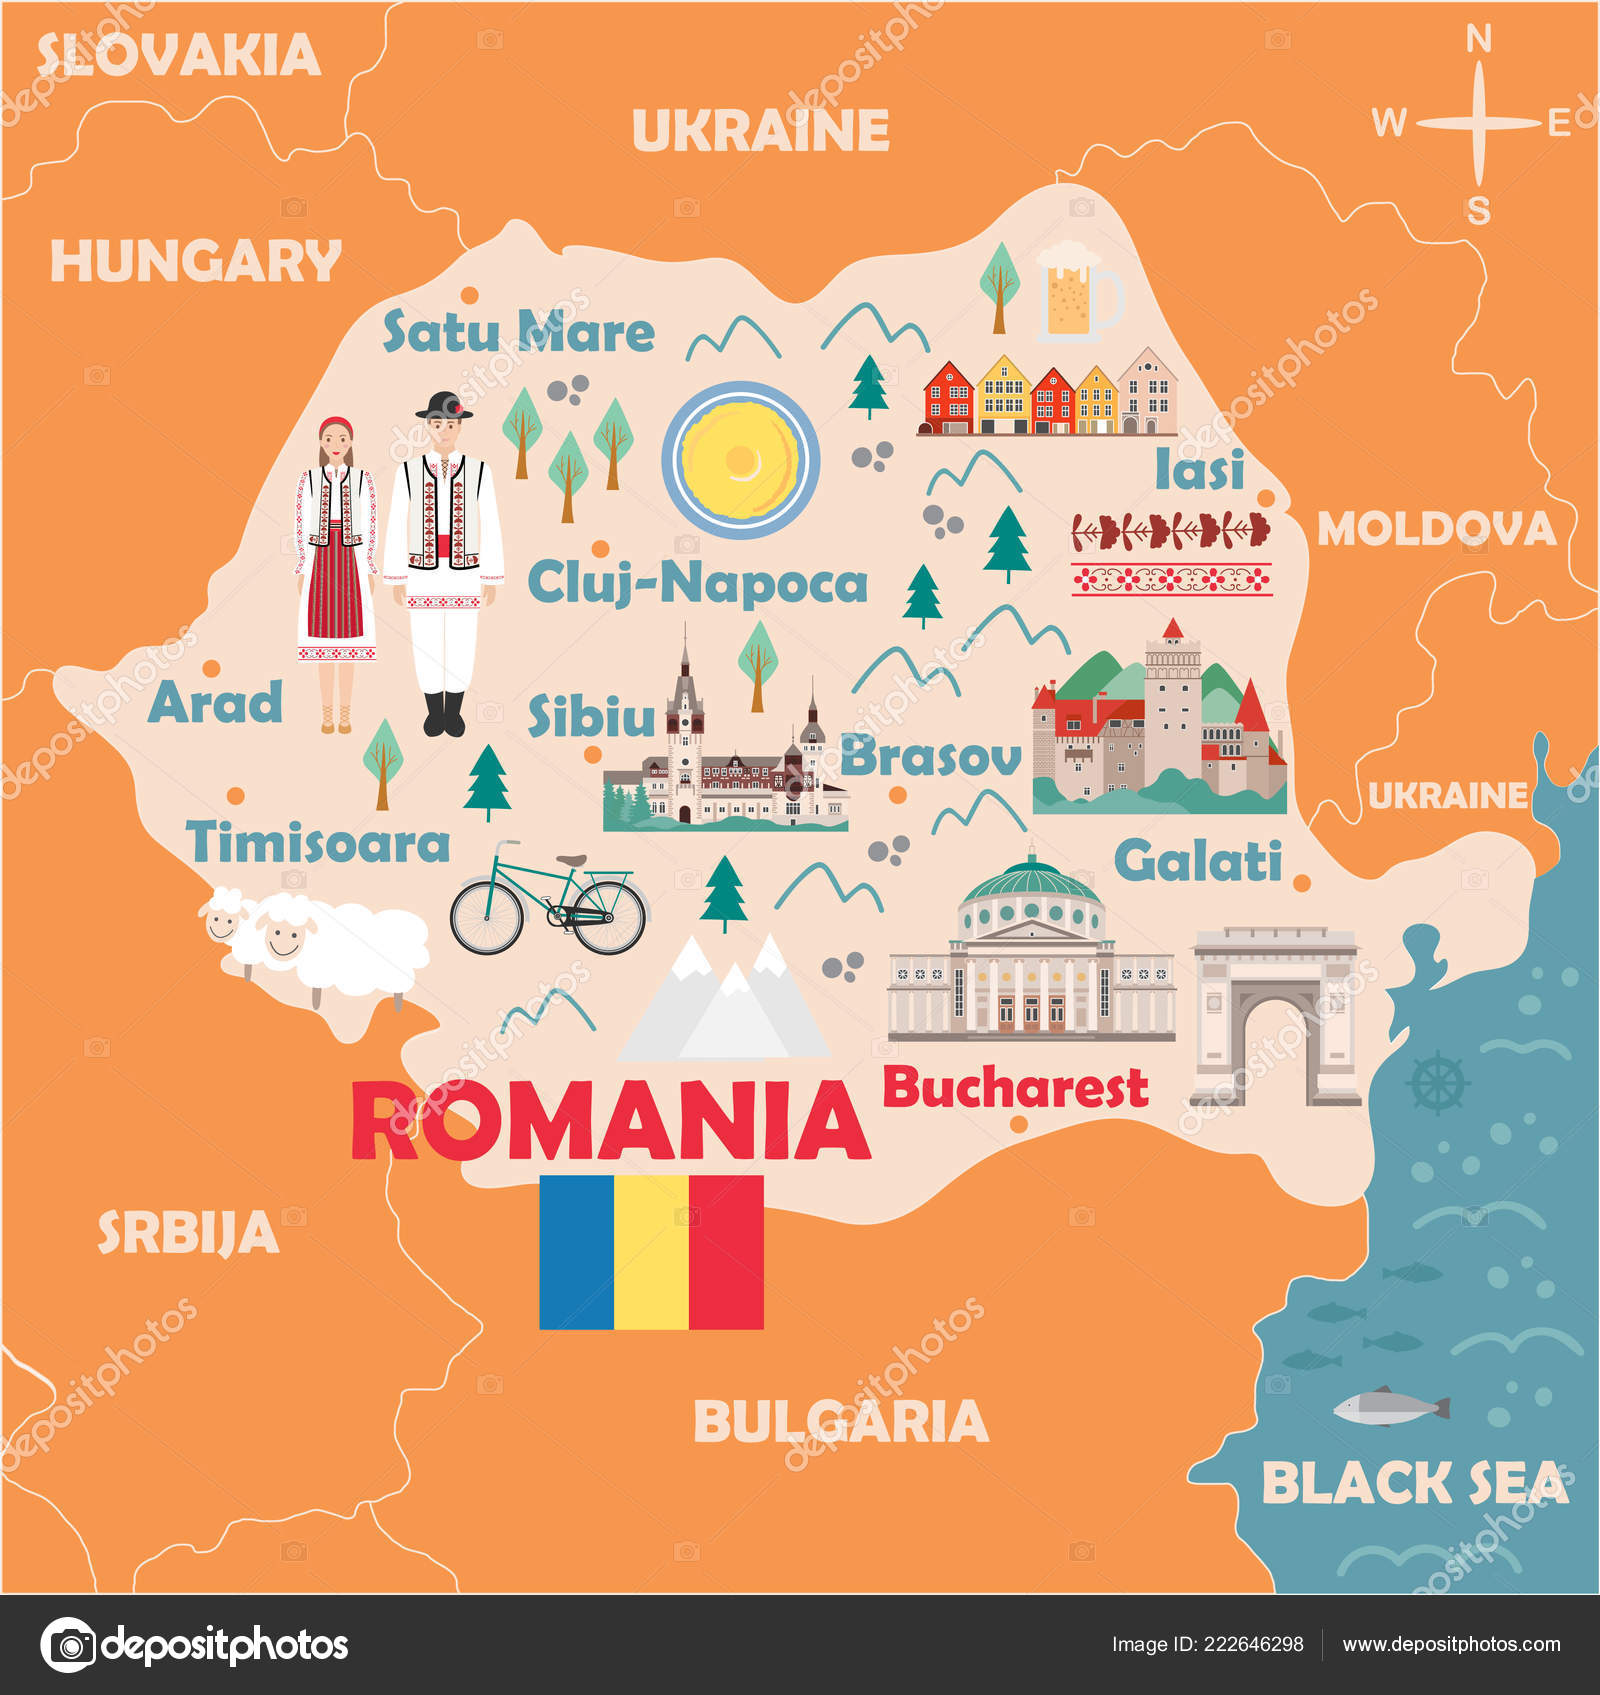 SLOVAKIA
UKRAINE
N
W E
S
HUNGARY
Satu Mare
Iasi
MOLDOVA
Cluj-Napoca
Arad
Sibiu
Brasov
UKRAINE
Timisoara
Galati
ROMANIA
Bucharest
SRBIJA
BULGARIA
BLACK SEA
depositphotos
Image ID: 222646298
www.depositphotos.com